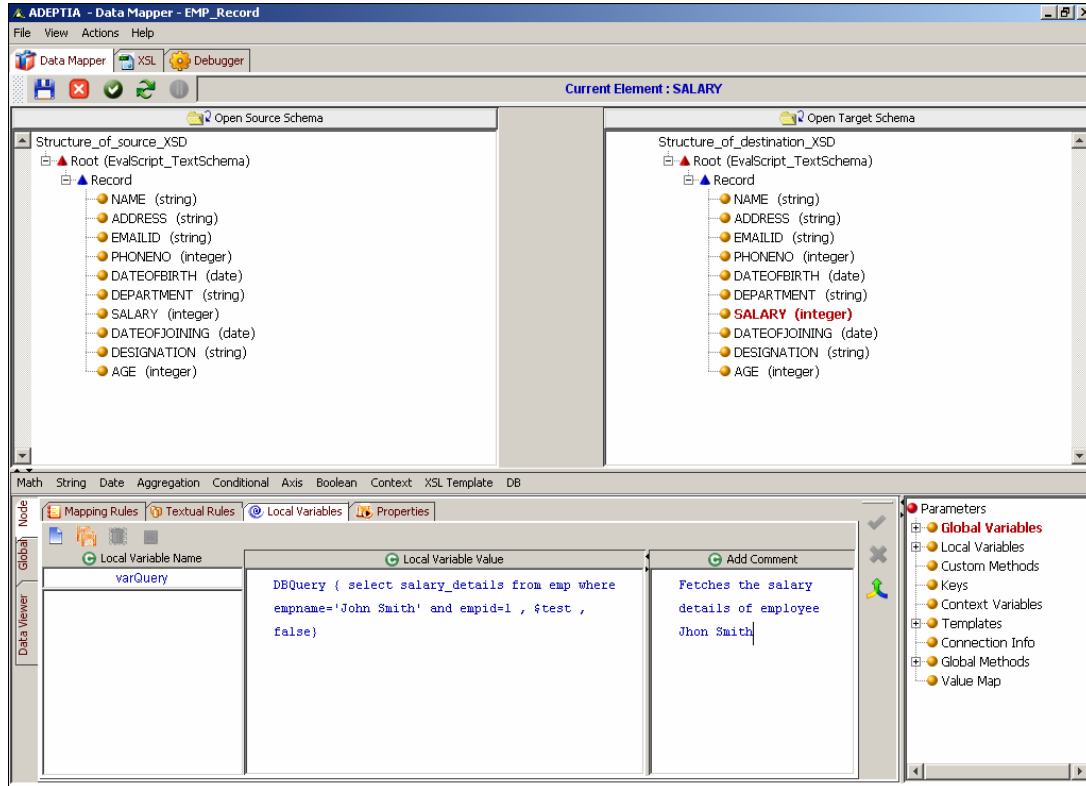 ADEPTIA - Data Mapper - EMP_Record
File View Actions Help
Data Mapper XSL Debugger
Current Element : SALARY
Open Source Schema
Open Target Schema
Structure_of_source_XSD
Root (EvalScript_TextSchema)
Record
NAME (string)
ADDRESS (string)
EMAILID (string)
PHONENO (integer)
DATEOFBIRTH (date)
DEPARTMENT (string)
SALARY (integer)
DATEOFJOINING (date)
DESIGNATION (string)
AGE (integer)
Structure_of_destination_XSD
Root (EvalScript_TextSchema)
Record
NAME (string)
ADDRESS (string)
EMAILID (string)
PHONENO (integer)
DATEOFBIRTH (date)
DEPARTMENT (string)
SALARY (integer)
DATEOFJOINING (date)
DESIGNATION (string)
AGE (integer)
Math String Date Aggregation Conditional Axis Boolean Context XSL Template DB
Node
Global
Data Viewer
Mapping Rules Textual Rules Local Variables Properties
Local Variable Name
varQuery
Local Variable Value
DBQuery { select salary_details from emp where
empname='John Smith' and empid=1 , $test ,
false}
Add Comment
Fetches the salary
details of employee
Jhon Smith
Parameters
Global Variables
Local Variables
Custom Methods
Keys
Context Variables
Templates
Connection Info
Global Methods
Value Map